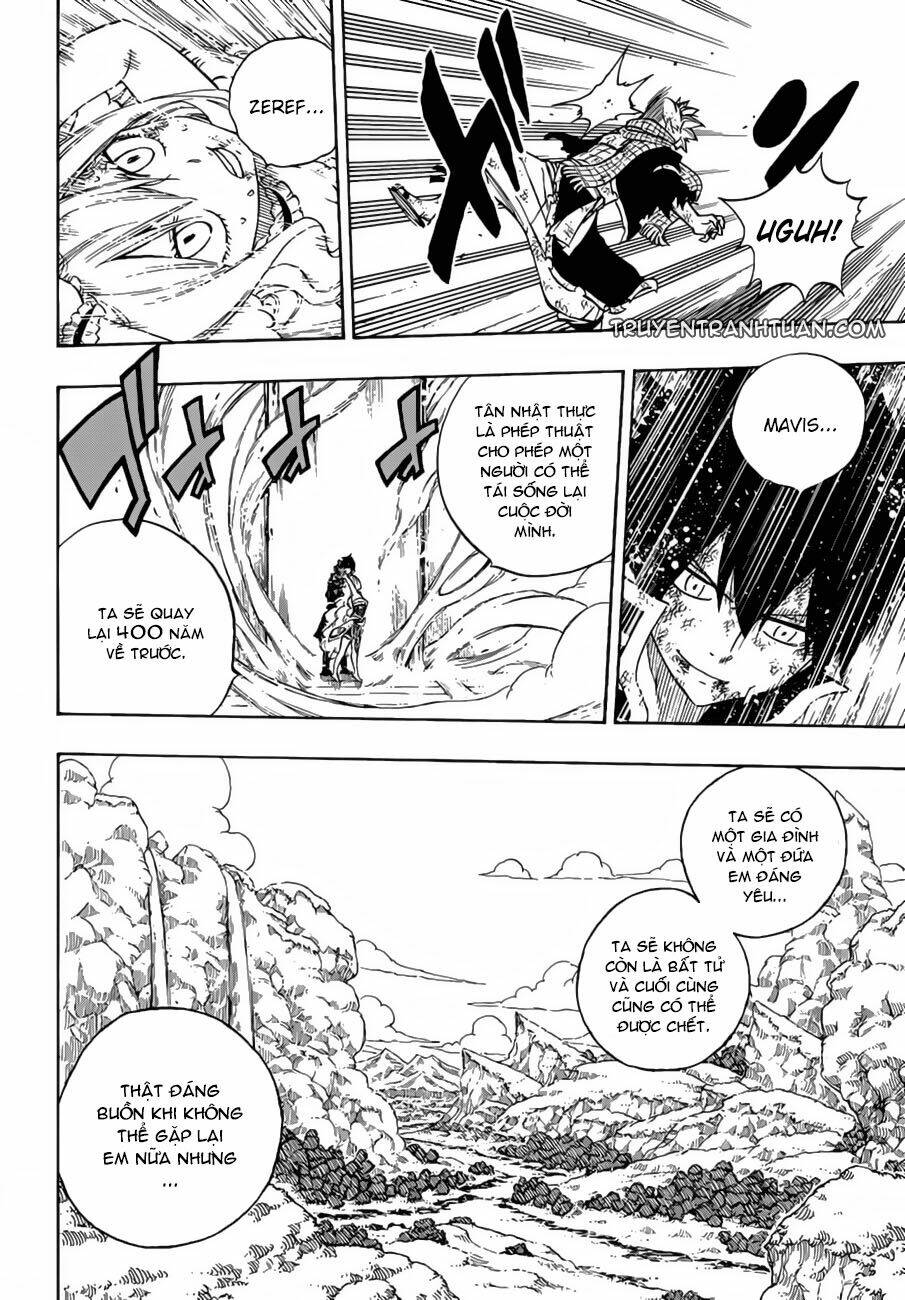 UGUH!
TRUYENTRANHTUAN.COM
ZEREF...
MAVIS...
TÂN NHẬT THỰC
LÀ PHÉP THUẬT
CHO PHÉP MỘT
NGƯỜI CÓ THỂ
TÁI SỐNG LẠI
CUỘC ĐỜI
MÌNH.
TA SẼ QUAY
LẠI 400 NĂM
VỀ TRƯỚC.
TA SẼ CÓ
MỘT GIA ĐÌNH
VÀ MỘT ĐỨA
EM ĐÁNG
YÊU...
TA SẼ KHÔNG
CÒN LÀ BẤT TỬ
VÀ CUỐI CÙNG
CŨNG CÓ THỂ
ĐƯỢC CHẾT.
THẬT ĐÁNG
BUỒN KHI KHÔNG
THỂ GẶP LẠI
EM NỮA NHƯNG
...